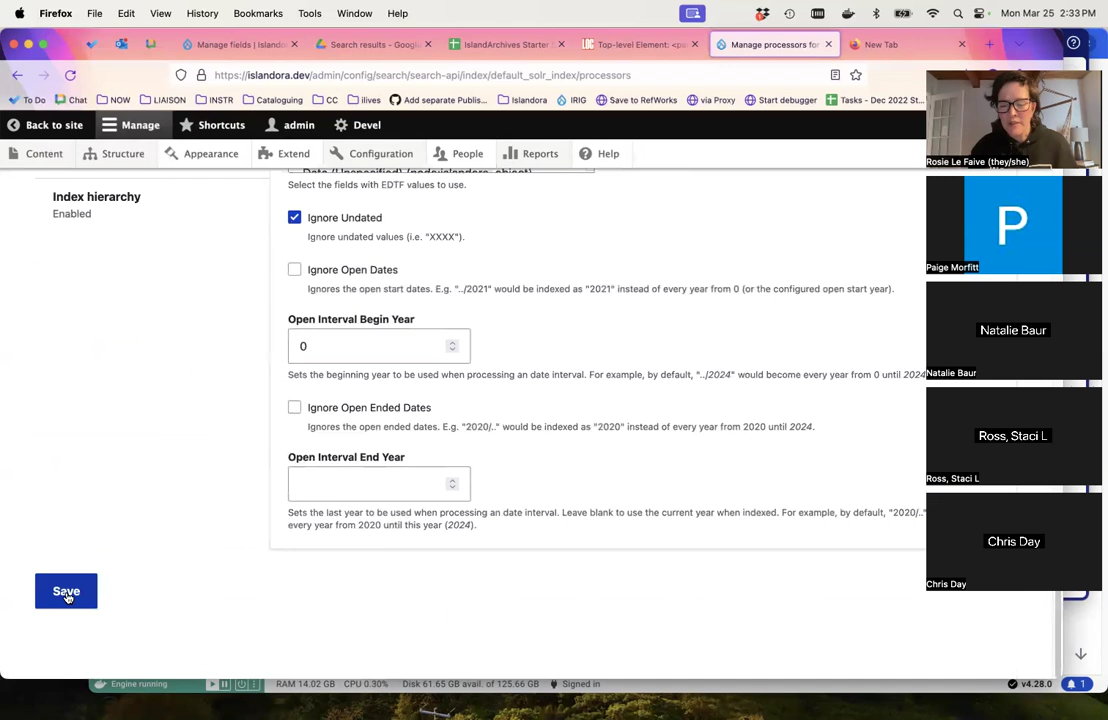 Firefox File Edit View History Bookmarks Tools Window Help Mon Mar 25 2:33 PM
Manage fields | Islando Search results - Google IslandArchives Starter S Top-level Element: <pa Manage processors for New Tab
https://islandora.dev/admin/config/search/search-api/index/default_solr_index/processors
To Do Chat NOW LIAISON INSTR Cataloguing CC ilives Add separate Publis... Islandora IRIG Save to RefWorks via Proxy Start debugger Tasks - Dec 2022 St...
Back to site Manage Shortcuts admin Devel
Content Structure Appearance Extend Configuration People Reports Help
Rosie Le Faive (they/she)
Select the fields with EDTF values to use.
Index hierarchy
Enabled
Ignore Undated
Ignore undated values (i.e. "XXXX").
P
Paige Morfitt
Ignore Open Dates
Ignores the open start dates. E.g. "../2021" would be indexed as "2021" instead of every year from 0 (or the configured open start year).
Open Interval Begin Year
0
Sets the beginning year to be used when processing an date interval. For example, by default, "../2024" would become every year from 0 until 2024
Natalie Baur
Natalie Baur
Ignore Open Ended Dates
Ignores the open ended dates. E.g. "2020/.." would be indexed as "2020" instead of every year from 2020 until 2024.
Open Interval End Year
Sets the last year to be used when processing an date interval. Leave blank to use the current year when indexed. For example, by default, "2020/.."
every year from 2020 until this year (2024).
Ross, Staci L
Ross, Staci L
Chris Day
Chris Day
Save
Engine running RAM 14.02 GB CPU 0.30% Disk 61.65 GB avail. of 125.66 GB Signed in v4.28.0 1